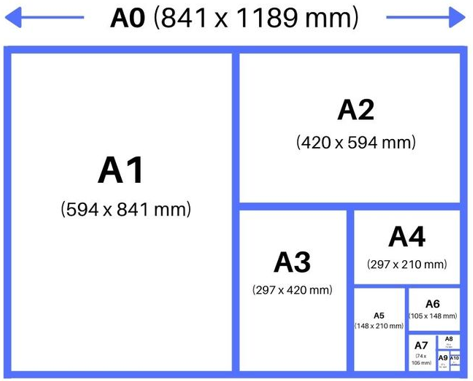 A0 (841 x 1189 mm)
A1
(594 x 841 mm)
A2
(420 x 594 mm)
A3
(297 x 420 mm)
A4
(297 x 210 mm)
A5
(148 x 210 mm)
A6
(105 x 148 mm)
A7
(74 x
105 mm)
A8
A9
A10